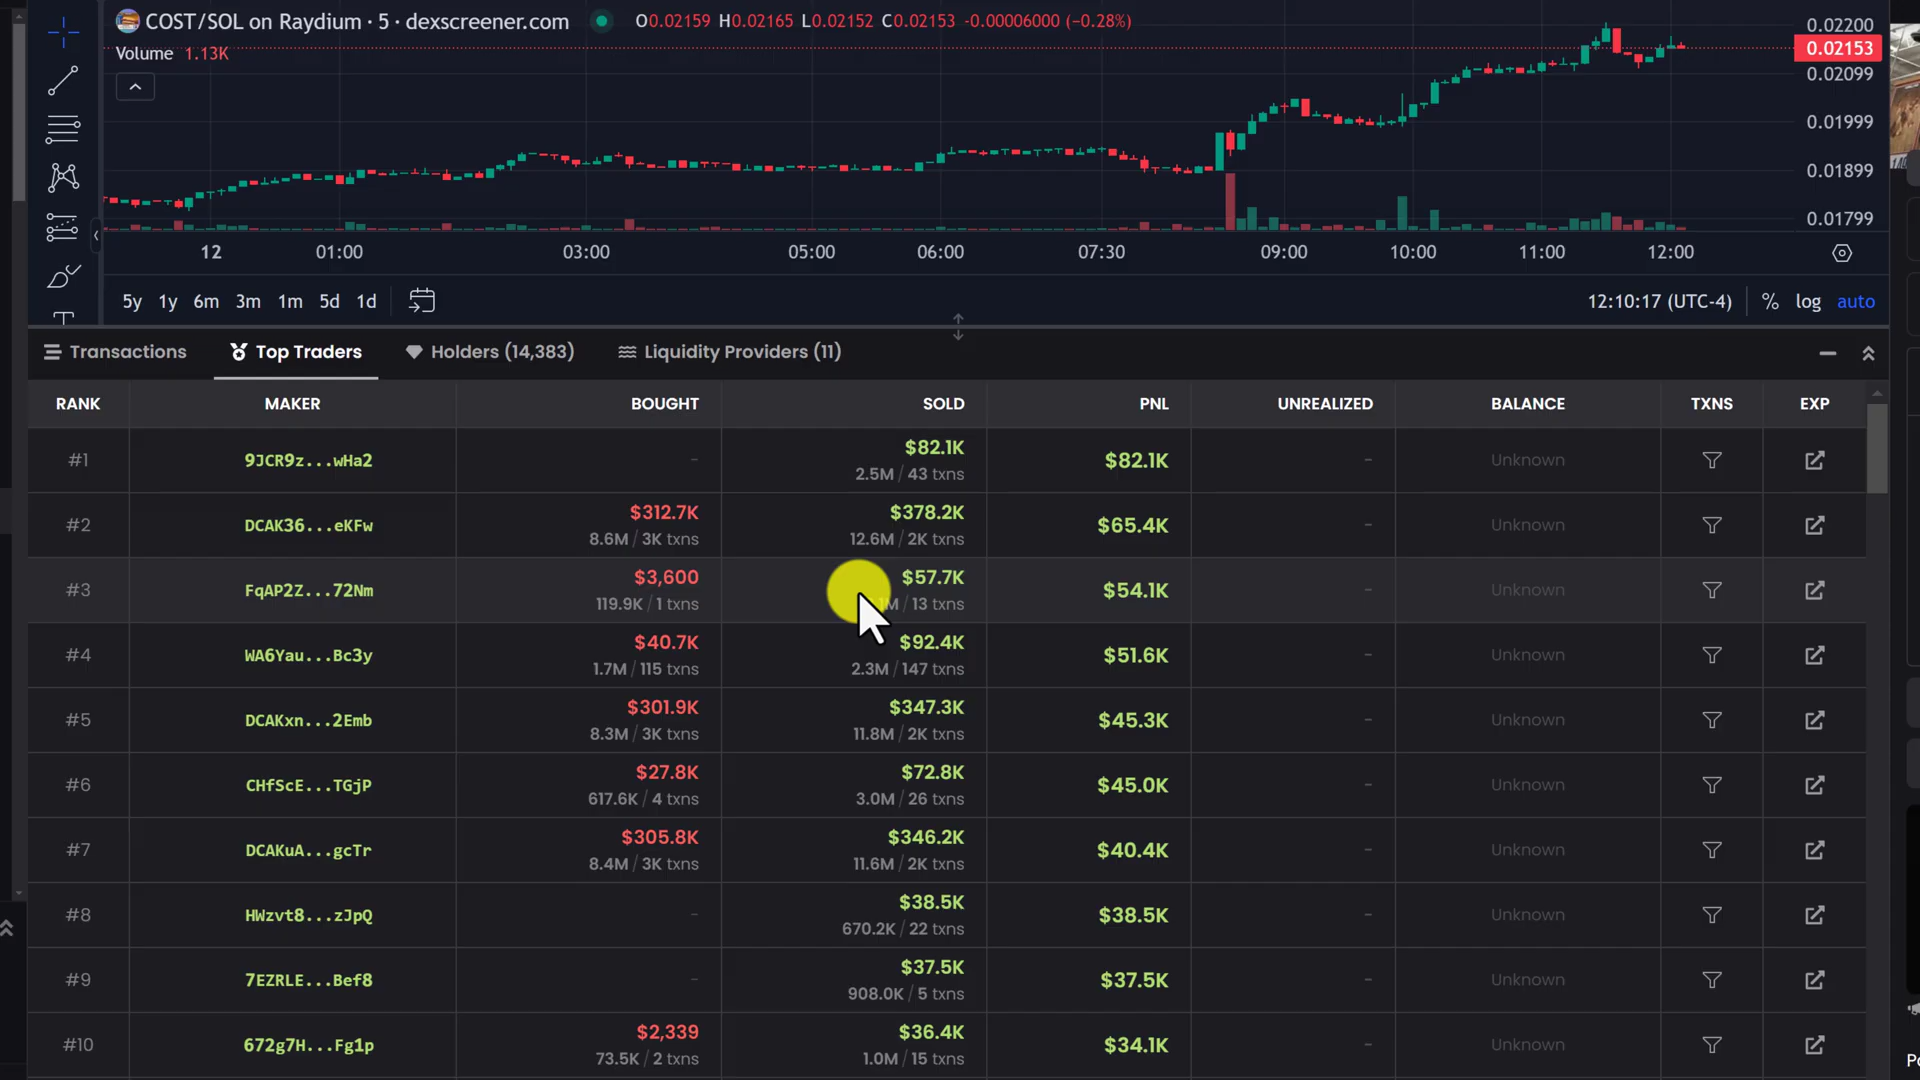 COST/SOL on Raydium · 5 · dexscreener.com O0.02159 H0.02165 L0.02152 C0.02153 -0.00006000 (−0.28%)
Volume 1.13K
0.02200
0.02153
0.02099
0.01999
0.01899
0.01799
12 01:00 03:00 05:00 06:00 07:30 09:00 10:00 11:00 12:00
5y 1y 6m 3m 1m 5d 1d 12:10:17 (UTC-4) % log auto
Transactions Top Traders Holders (14,383) Liquidity Providers (11)
RANK MAKER BOUGHT SOLD PNL UNREALIZED BALANCE TXNS EXP
#1 9JCR9z...wHa2 - $82.1K $82.1K - Unknown
2.5M / 43 txns
#2 DCAK36...eKFw $312.7K $378.2K $65.4K - Unknown
8.6M / 3K txns 12.6M / 2K txns
#3 FqAP2Z...72Nm $3,600 $57.7K $54.1K - Unknown
119.9K / 1 txns M / 13 txns
#4 WA6Yau...Bc3y $40.7K $92.4K $51.6K - Unknown
1.7M / 115 txns 2.3M / 147 txns
#5 DCAKxn...2Emb $301.9K $347.3K $45.3K - Unknown
8.3M / 3K txns 11.8M / 2K txns
#6 CHfScE...TGjP $27.8K $72.8K $45.0K - Unknown
617.6K / 4 txns 3.0M / 26 txns
#7 DCAKuA...gcTr $305.8K $346.2K $40.4K - Unknown
8.4M / 3K txns 11.6M / 2K txns
#8 HWzvt8...zJpQ - $38.5K $38.5K - Unknown
670.2K / 22 txns
#9 7EZRLE...Bef8 - $37.5K $37.5K - Unknown
908.0K / 5 txns
#10 672g7H...Fg1p $2,339 $36.4K $34.1K - Unknown
73.5K / 2 txns 1.0M / 15 txns